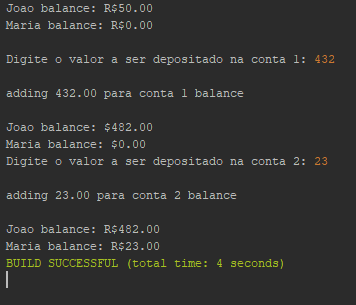 Joao balance: R$50.00
Maria balance: R$0.00
Digite o valor a ser depositado na conta 1: 432
adding 432.00 para conta 1 balance
Joao balance: $482.00
Maria balance: $0.00
Digite o valor a ser depositado na conta 2: 23
adding 23.00 para conta 2 balance
Joao balance: R$482.00
Maria balance: R$23.00
BUILD SUCCESSFUL (total time: 4 seconds)